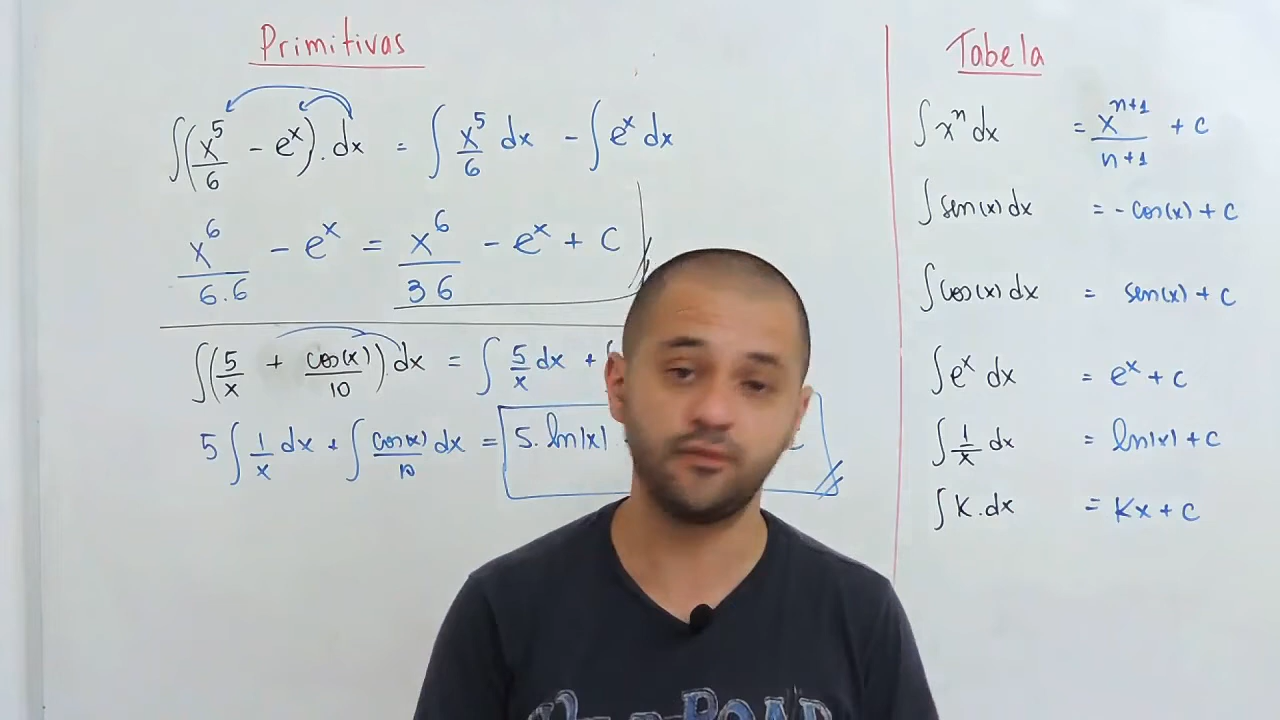 Primitivas
∫(x⁵/6 - eˣ).dx = ∫ x⁵/6 dx - ∫eˣ dx
x⁶/6.6 - eˣ = x⁶/36 - eˣ + C
∫(5/x + cos(x)/10) dx = ∫ 5/x dx +
5∫ 1/x dx + ∫ cos(x)/10 dx = 5.ln|x|
Tabela
∫xⁿ dx = xⁿ⁺¹/n+1 + C
∫sen(x) dx = -cos(x) + C
∫cos(x) dx = sen(x) + C
∫eˣ dx = eˣ + C
∫ 1/x dx = ln|x| + C
∫K.dx = Kx + C